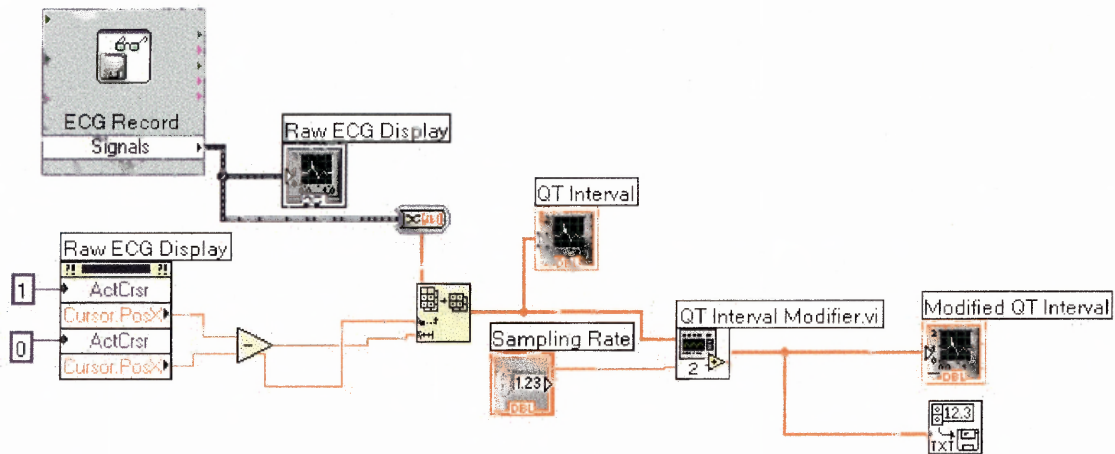 ECG Record
Signals
Raw ECG Display
QT Interval
DBL
Raw ECG Display
?! ?!
1
ActCrsr
Cursor.PosX
0
ActCrsr
Cursor.PosX
Sampling Rate
1.23
DBL
QT Interval Modifier.vi
2
Modified QT Interval
DBL
12.3
TXT